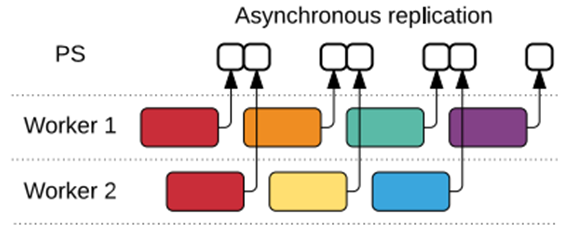 Asynchronous replication
PS
Worker 1
Worker 2